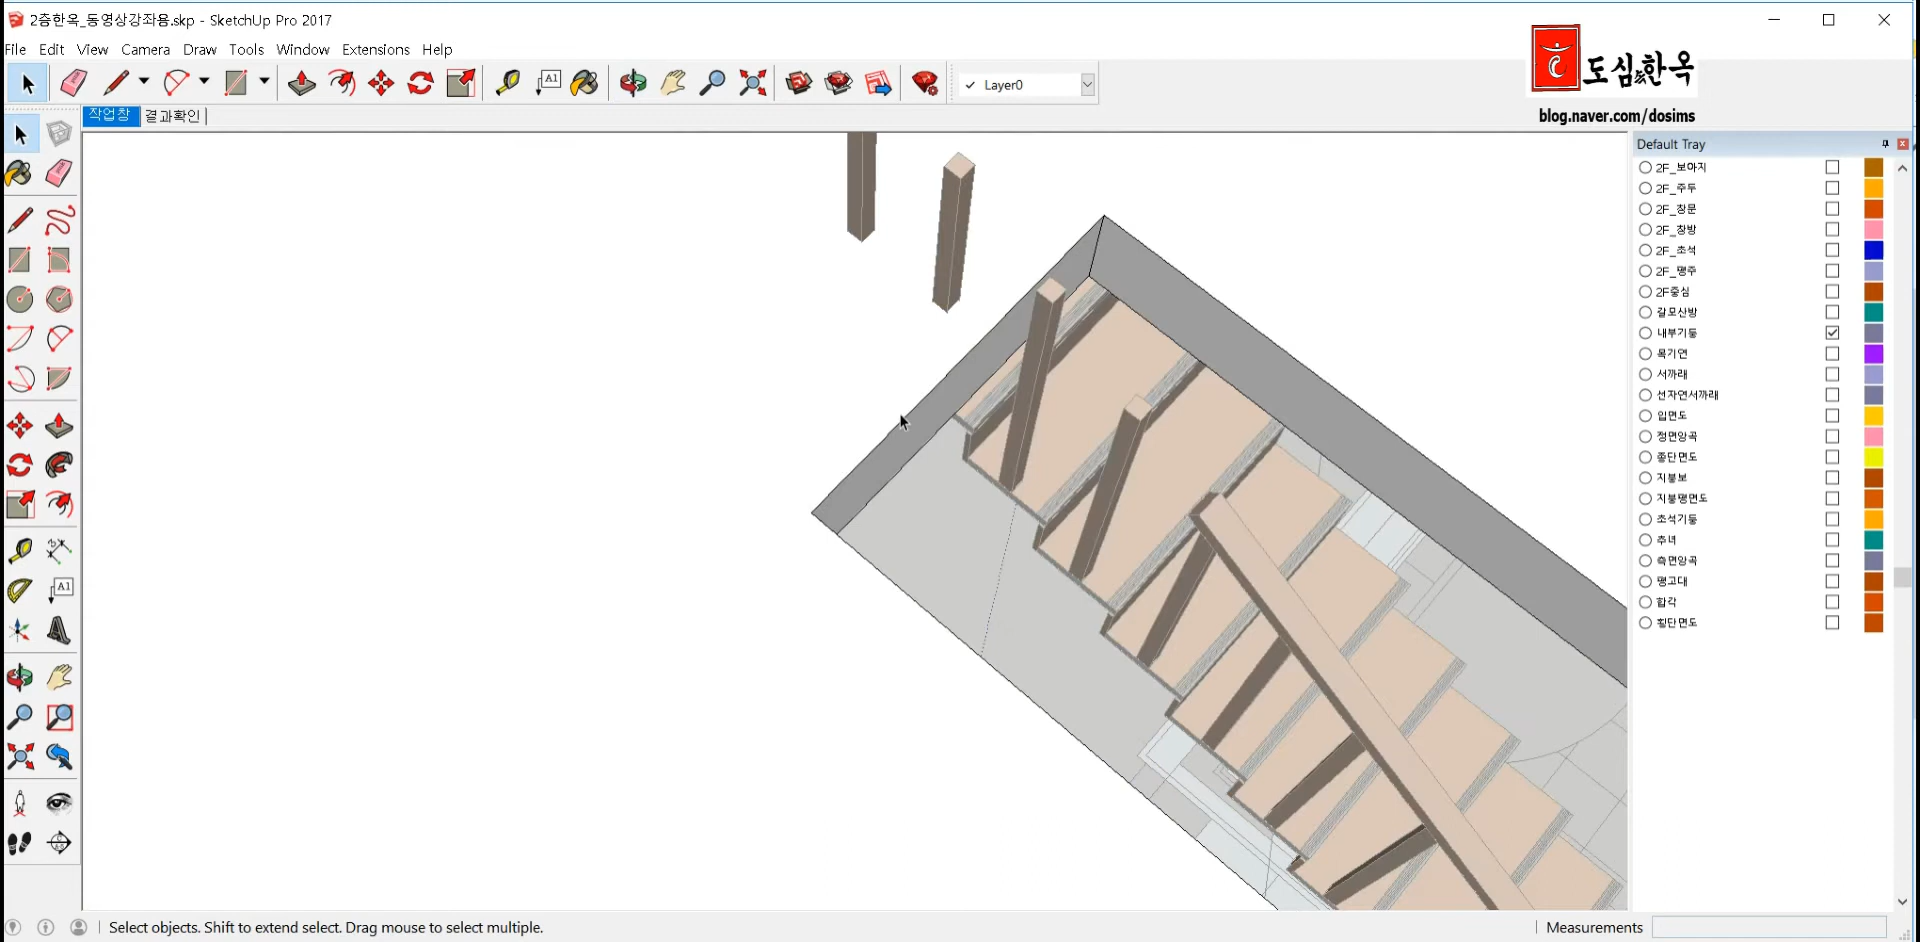 2층한옥_동영상강좌용.skp - SketchUp Pro 2017
File Edit View Camera Draw Tools Window Extensions Help
A1
Layer0
도심한옥
blog.naver.com/dosims
작업창 결과확인
Default Tray
2F_보아지
2F_주두
2F_창문
2F_창방
2F_초석
2F_평주
2F중심
갈모산방
내부기둥
목기연
서까래
선자연서까래
입면도
정면앙곡
종단면도
지붕보
지붕평면도
초석기둥
추녀
측면앙곡
평고대
합각
횡단면도
A1
Select objects. Shift to extend select. Drag mouse to select multiple.
Measurements